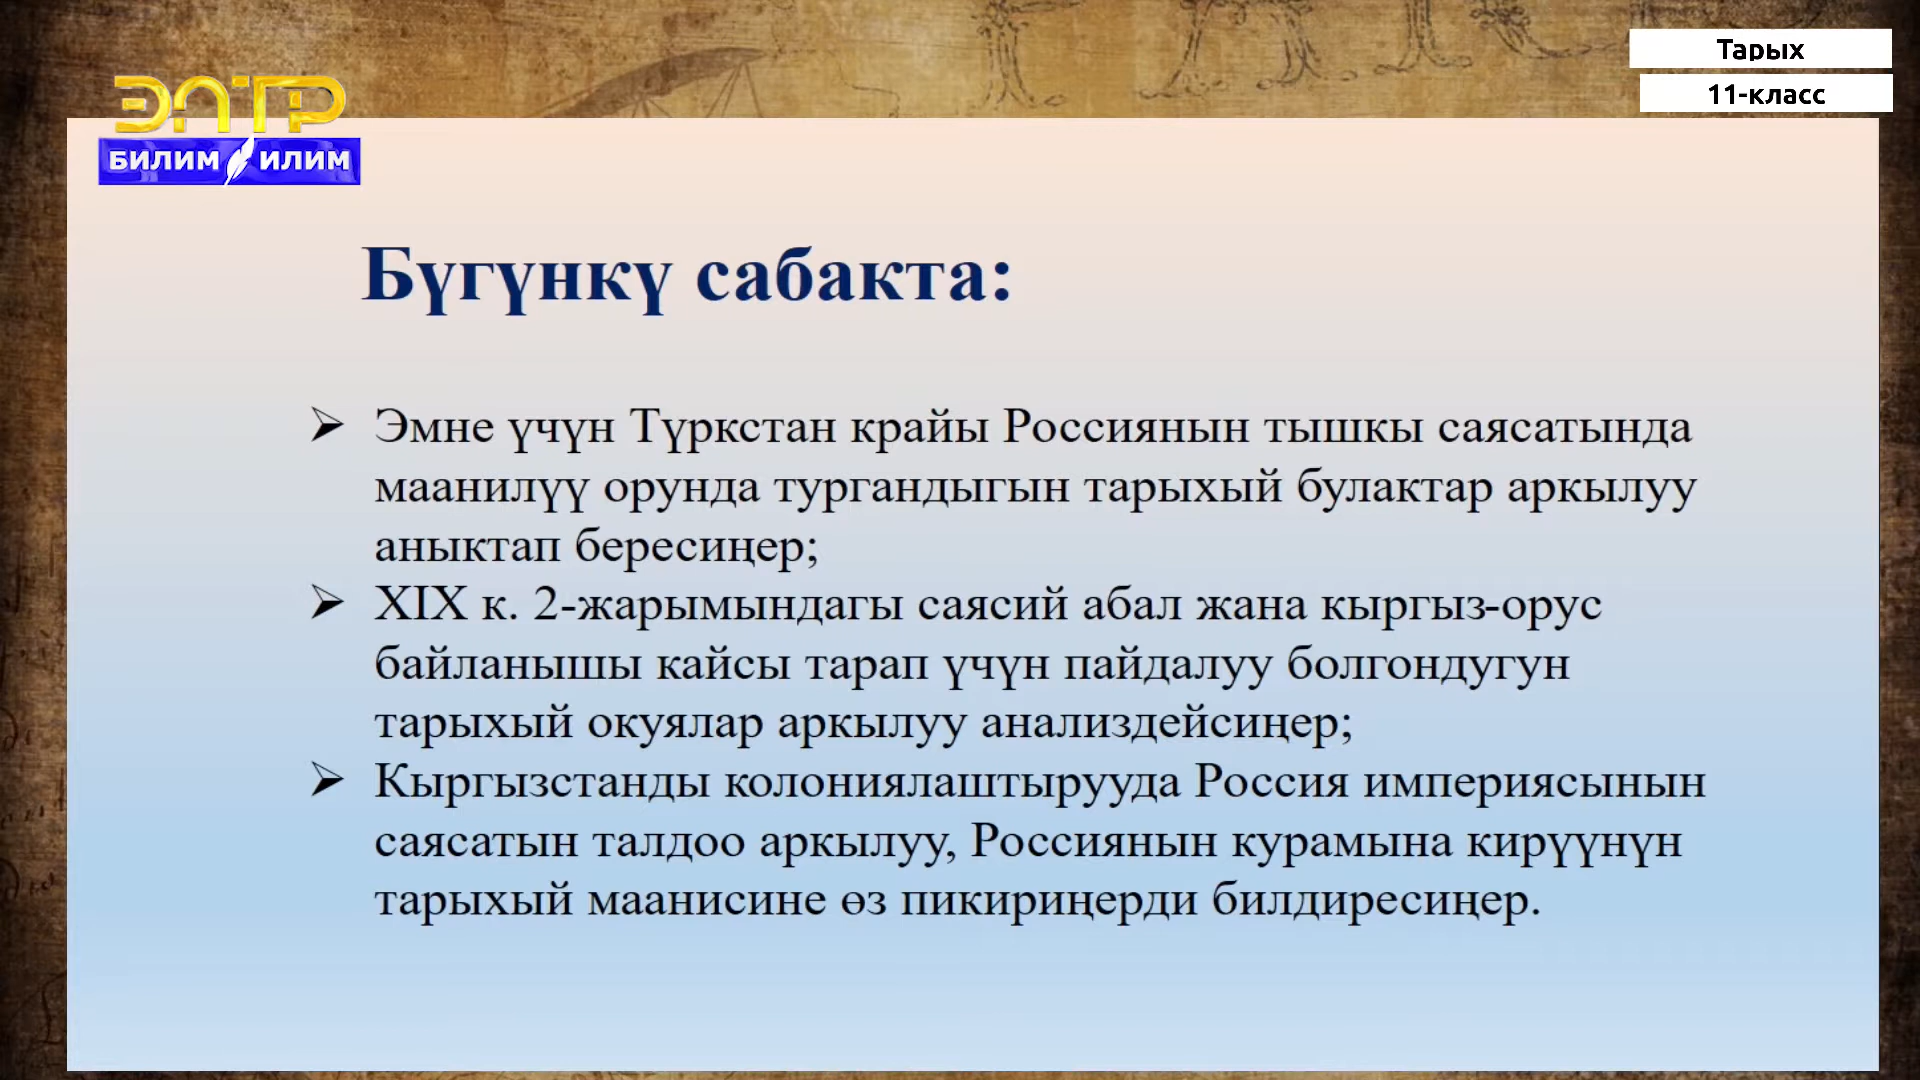 Тарых
11-класс
ЭЛТР
БИЛИМ ИЛИМ
Бүгүнкү сабакта:
➢ Эмне үчүн Түркстан крайы Россиянын тышкы саясатында
маанилүү орунда тургандыгын тарыхый булактар аркылуу
аныктап бересиңер;
➢ XIX к. 2-жарымындагы саясий абал жана кыргыз-орус
байланышы кайсы тарап үчүн пайдалуу болгондугун
тарыхый окуялар аркылуу анализдейсиңер;
➢ Кыргызстанды колониялаштырууда Россия империясынын
саясатын талдоо аркылуу, Россиянын курамына кирүүнүн
тарыхый маанисине өз пикириңерди билдиресиңер.